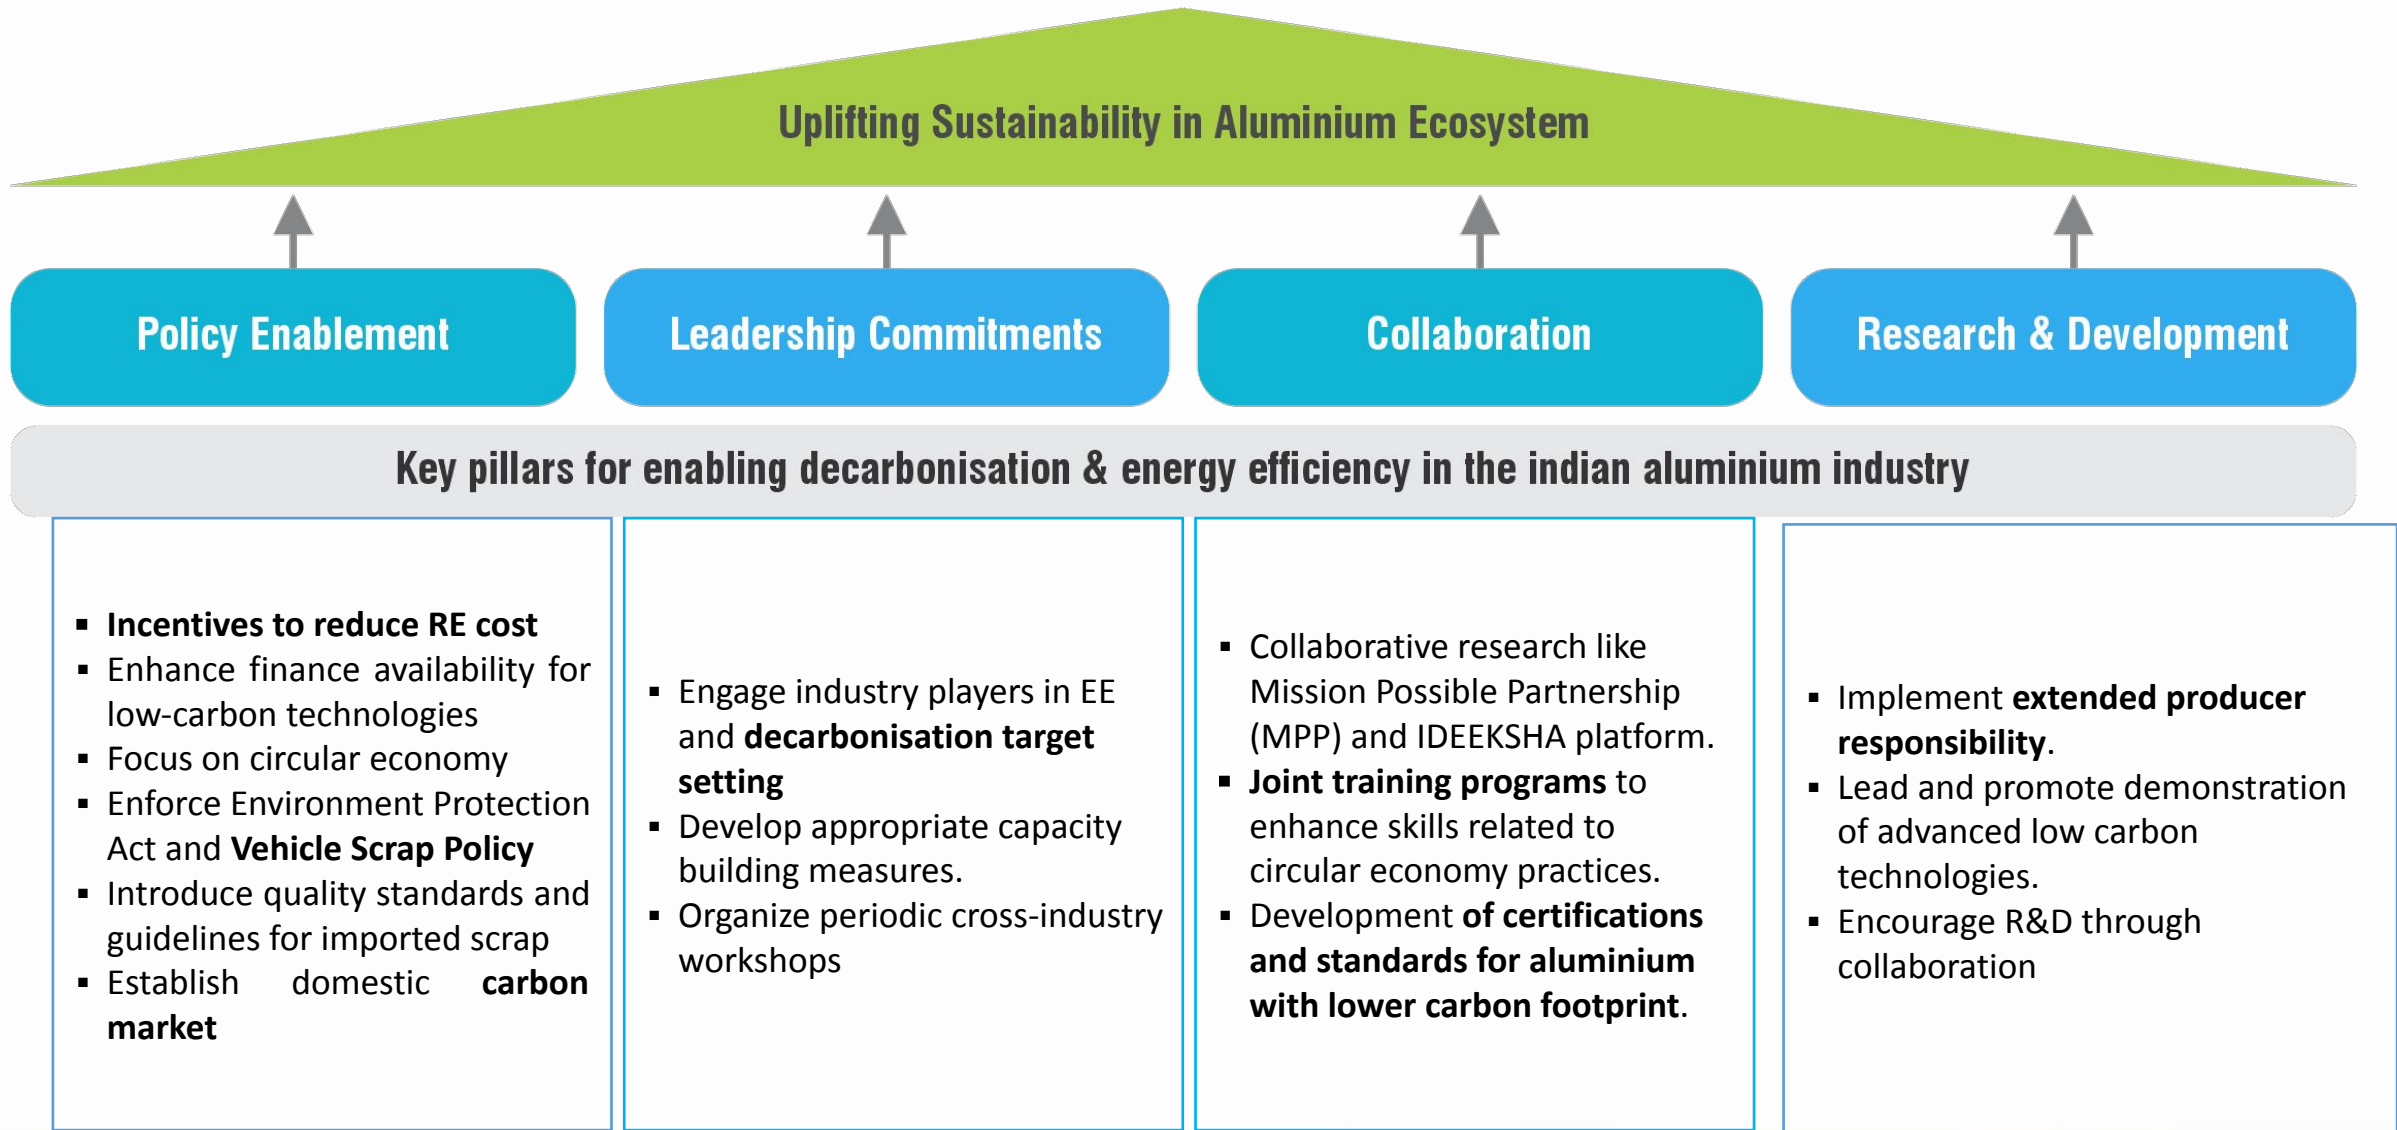 Uplifting Sustainability in Aluminium Ecosystem
Policy Enablement
Leadership Commitments
Collaboration
Research & Development
Key pillars for enabling decarbonisation & energy efficiency in the indian aluminium industry
▪ Incentives to reduce RE cost
▪ Enhance finance availability for
low-carbon technologies
▪ Focus on circular economy
▪ Enforce Environment Protection
Act and Vehicle Scrap Policy
▪ Introduce quality standards and
guidelines for imported scrap
▪ Establish domestic carbon
market
▪ Engage industry players in EE
and decarbonisation target
setting
▪ Develop appropriate capacity
building measures.
▪ Organize periodic cross-industry
workshops
▪ Collaborative research like
Mission Possible Partnership
(MPP) and IDEEKSHA platform.
▪ Joint training programs to
enhance skills related to
circular economy practices.
▪ Development of certifications
and standards for aluminium
with lower carbon footprint.
▪ Implement extended producer
responsibility.
▪ Lead and promote demonstration
of advanced low carbon
technologies.
▪ Encourage R&D through
collaboration